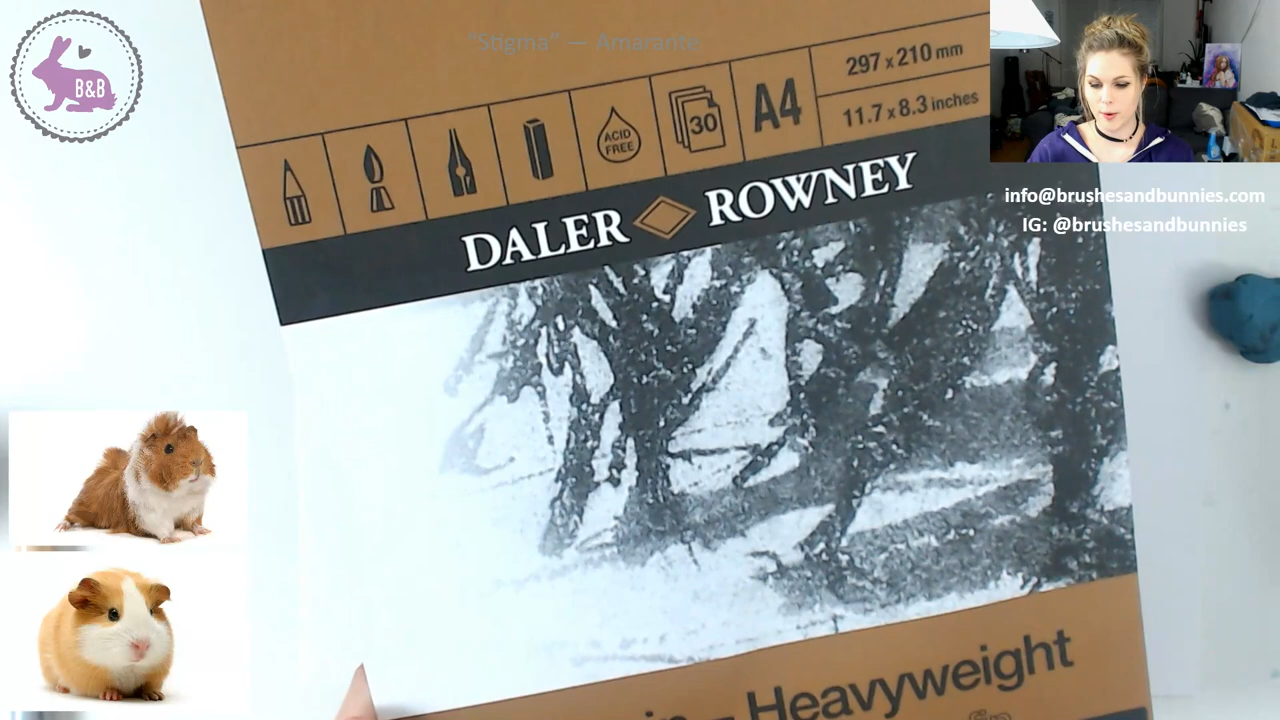 "Stigma" — Amarante
B&B
297 x 210 mm
11.7 x 8.3 inches
ACID
FREE
30
A4
DALER ROWNEY
info@brushesandbunnies.com
IG: @brushesandbunnies
- Heavyweight